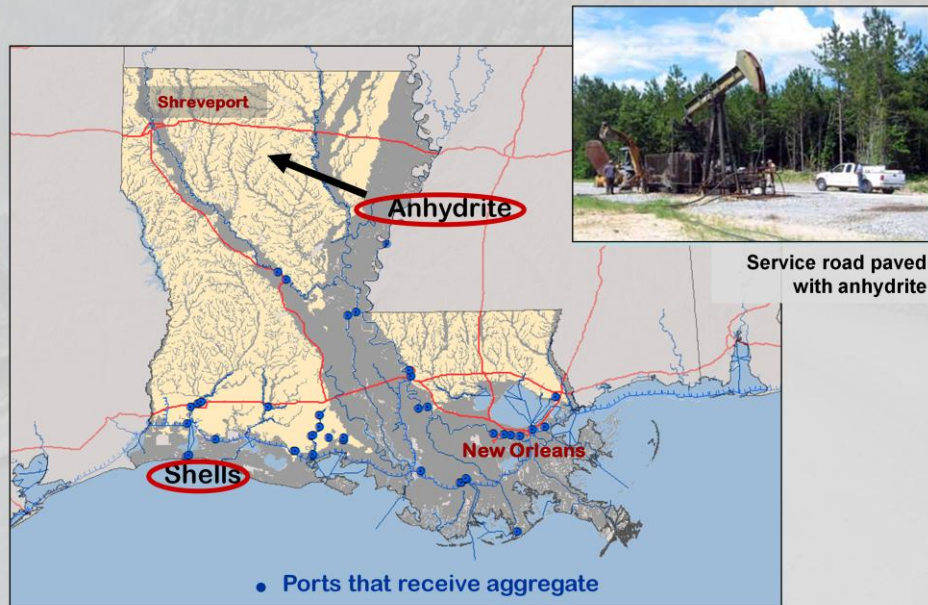 Shreveport
Anhydrite
Service road paved
with anhydrite
New Orleans
Shells
Ports that receive aggregate